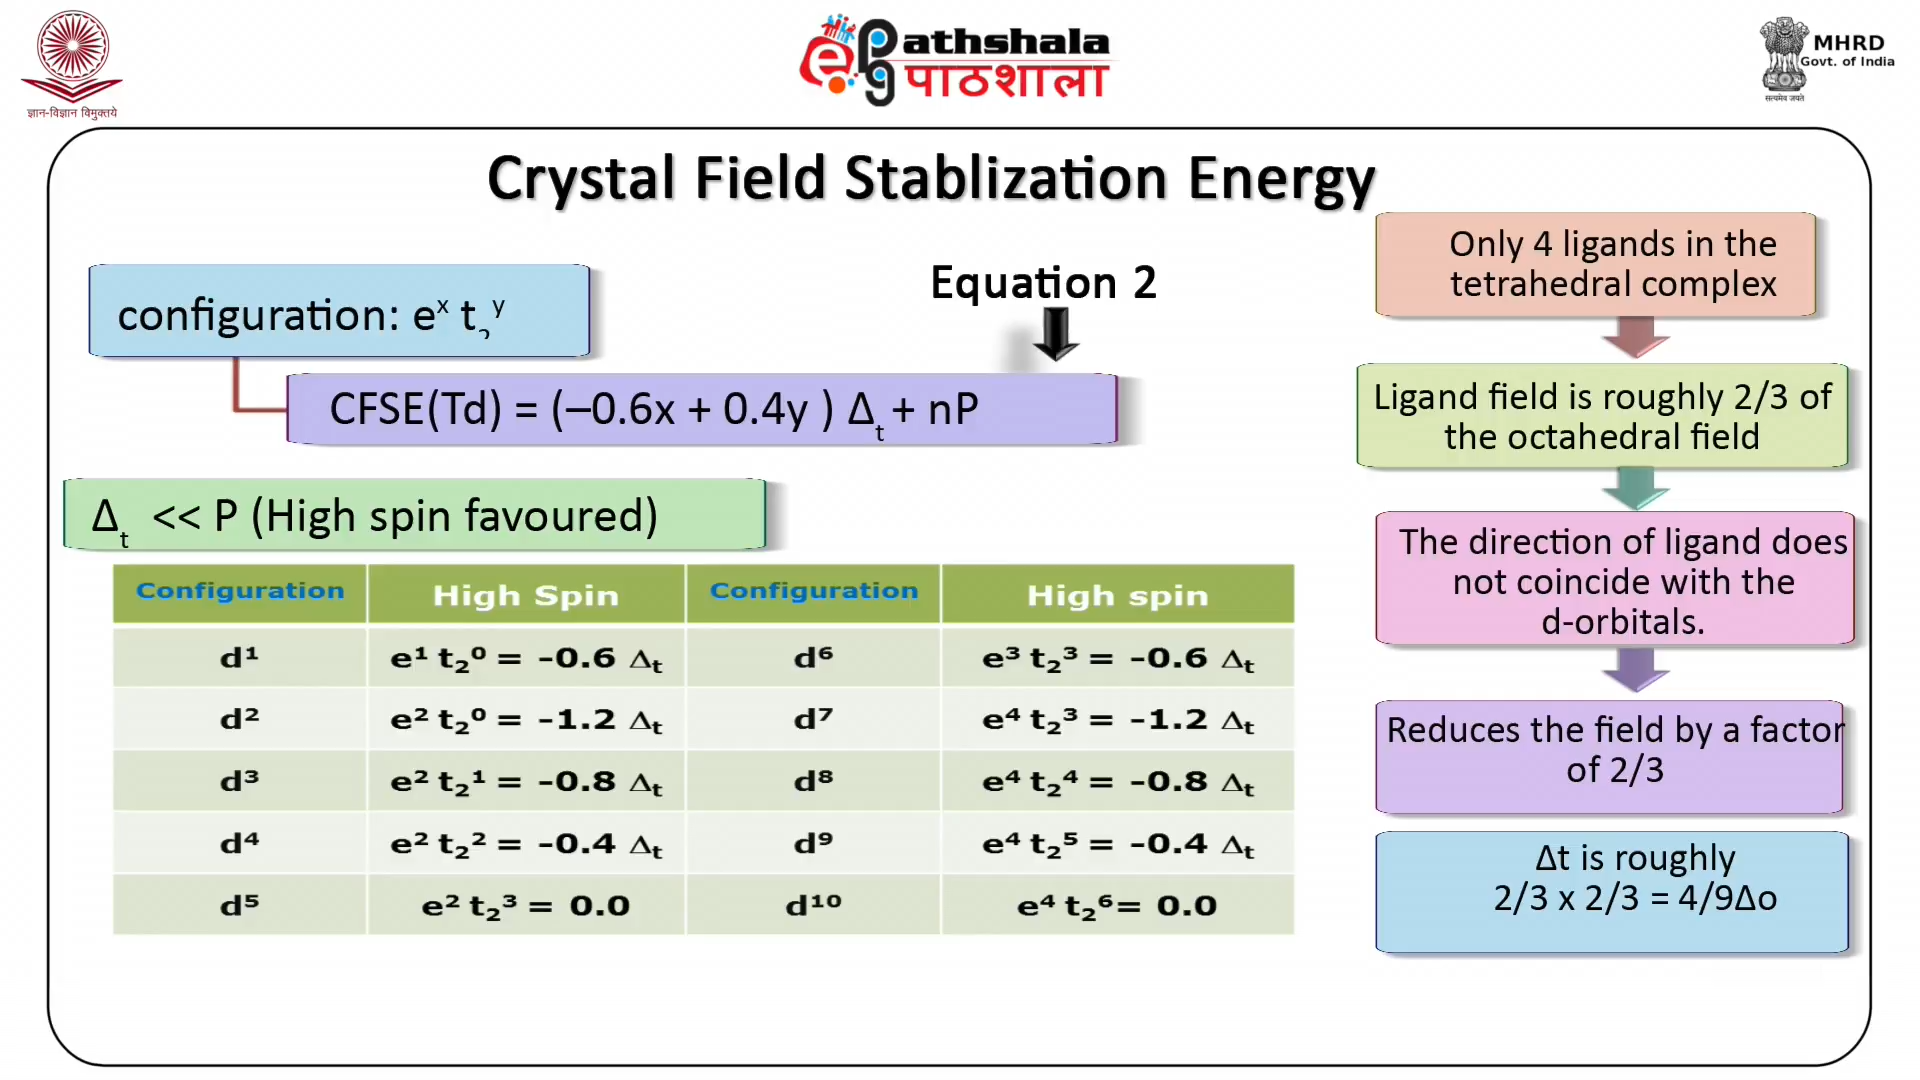 ज्ञान-विज्ञान विमुक्तये
ePG athshala
पाठशाला
MHRD
Govt. of India
सत्यमेव जयते
Crystal Field Stablization Energy
configuration: eˣ t₂ʸ
Equation 2
CFSE(Td) = (–0.6x + 0.4y ) Δₜ + nP
Δₜ << P (High spin favoured)
Configuration High Spin Configuration High spin
d¹ e¹ t₂⁰ = -0.6 Δₜ d⁶ e³ t₂³ = -0.6 Δₜ
d² e² t₂⁰ = -1.2 Δₜ d⁷ e⁴ t₂³ = -1.2 Δₜ
d³ e² t₂¹ = -0.8 Δₜ d⁸ e⁴ t₂⁴ = -0.8 Δₜ
d⁴ e² t₂² = -0.4 Δₜ d⁹ e⁴ t₂⁵ = -0.4 Δₜ
d⁵ e² t₂³ = 0.0 d¹⁰ e⁴ t₂⁶= 0.0
Only 4 ligands in the
tetrahedral complex
Ligand field is roughly 2/3 of
the octahedral field
The direction of ligand does
not coincide with the
d-orbitals.
Reduces the field by a factor
of 2/3
Δt is roughly
2/3 x 2/3 = 4/9Δo